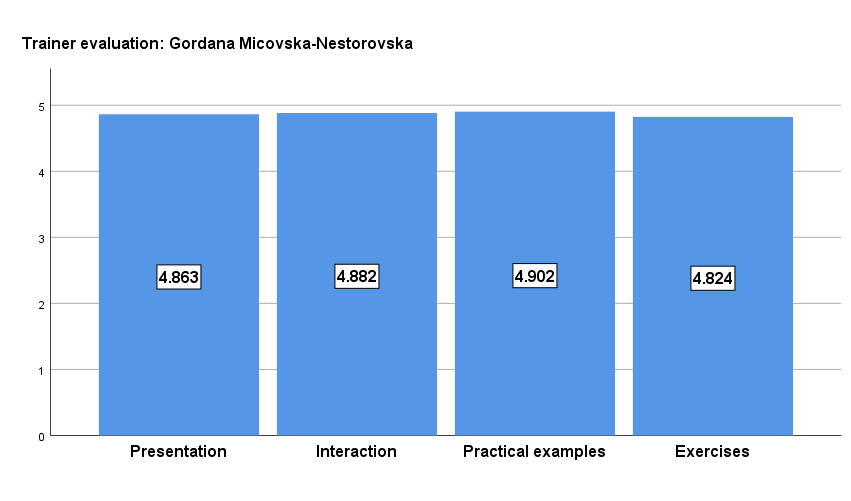 Trainer evaluation: Gordana Micovska-Nestorovska
5
4
3
2
1
0
4.863
4.882
4.902
4.824
Presentation
Interaction
Practical examples
Exercises